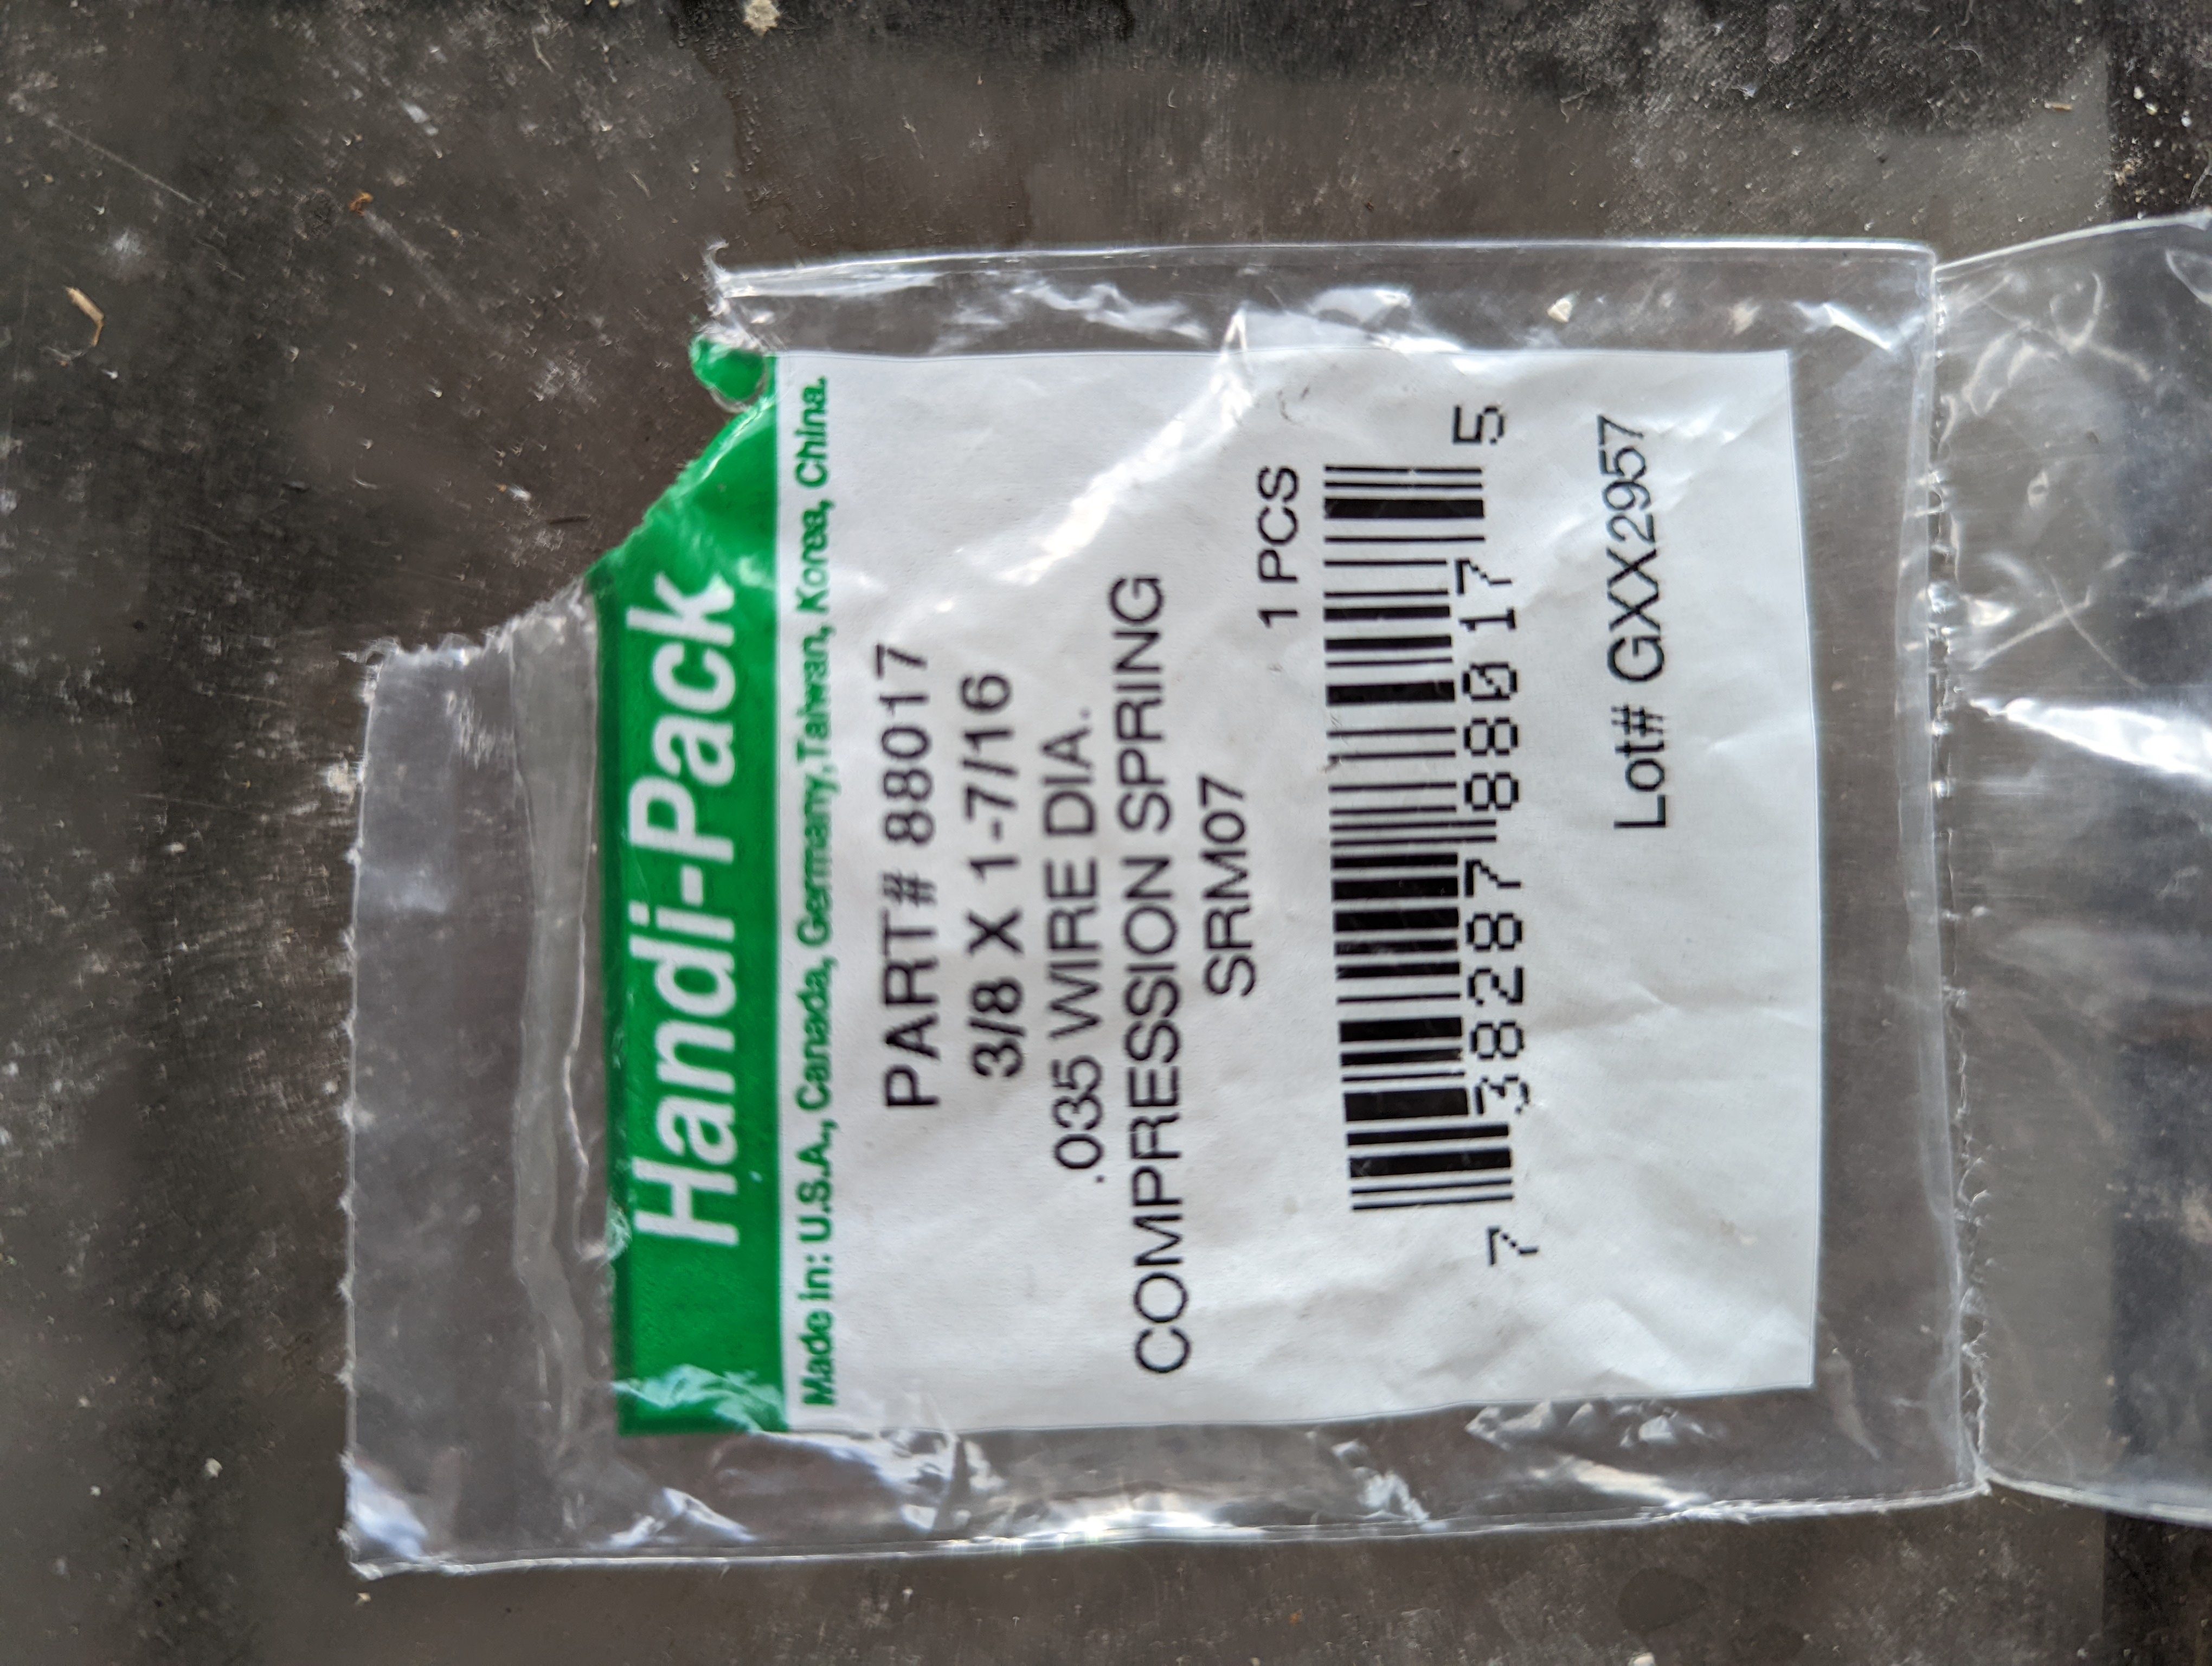 Handi-Pack
Made in: U.S.A., Canada, Germany,Taiwan, Korea, China.
PART# 88017
3/8 X 1-7/16
.035 WIRE DIA.
COMPRESSION SPRING
SRM07
1 PCS
7 38287 88017 5
Lot# GXX2957